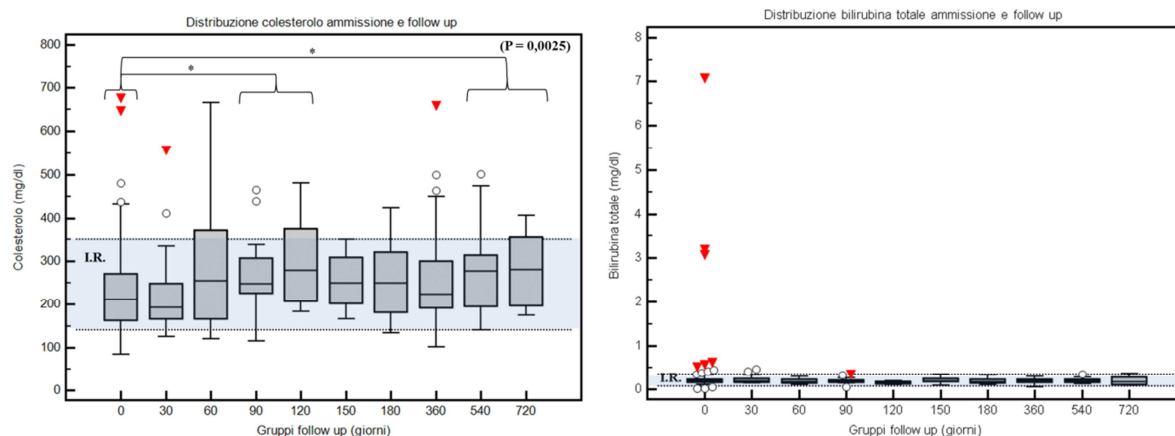 Distribuzione colesterolo ammissione e follow up
800
700
600
500
400
300
200
100
0
Colesterolo (mg/dl)
(P = 0,0025)
*
*
I.R.
0 30 60 90 120 150 180 360 540 720
Gruppi follow up (giorni)
Distribuzione bilirubina totale ammissione e follow up
8
7
6
5
4
3
2
1
0
Bilirubina totale (mg/dl)
I.R.
0 30 60 90 120 150 180 360 540 720
Gruppi follow up (giorni)